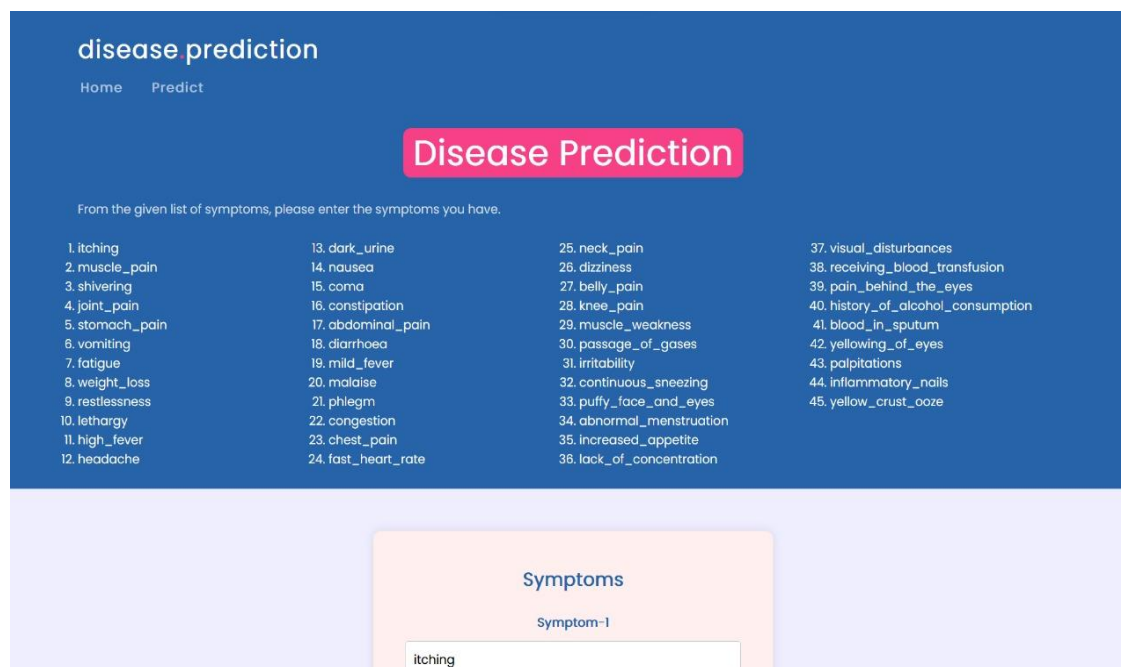 disease.prediction
Home Predict
Disease Prediction
From the given list of symptoms, please enter the symptoms you have.
1. itching
2. muscle_pain
3. shivering
4. joint_pain
5. stomach_pain
6. vomiting
7. fatigue
8. weight_loss
9. restlessness
10. lethargy
11. high_fever
12. headache
13. dark_urine
14. nausea
15. coma
16. constipation
17. abdominal_pain
18. diarrhoea
19. mild_fever
20. malaise
21. phlegm
22. congestion
23. chest_pain
24. fast_heart_rate
25. neck_pain
26. dizziness
27. belly_pain
28. knee_pain
29. muscle_weakness
30. passage_of_gases
31. irritability
32. continuous_sneezing
33. puffy_face_and_eyes
34. abnormal_menstruation
35. increased_appetite
36. lack_of_concentration
37. visual_disturbances
38. receiving_blood_transfusion
39. pain_behind_the_eyes
40. history_of_alcohol_consumption
41. blood_in_sputum
42. yellowing_of_eyes
43. palpitations
44. inflammatory_nails
45. yellow_crust_ooze
Symptoms
Symptom-1
itching